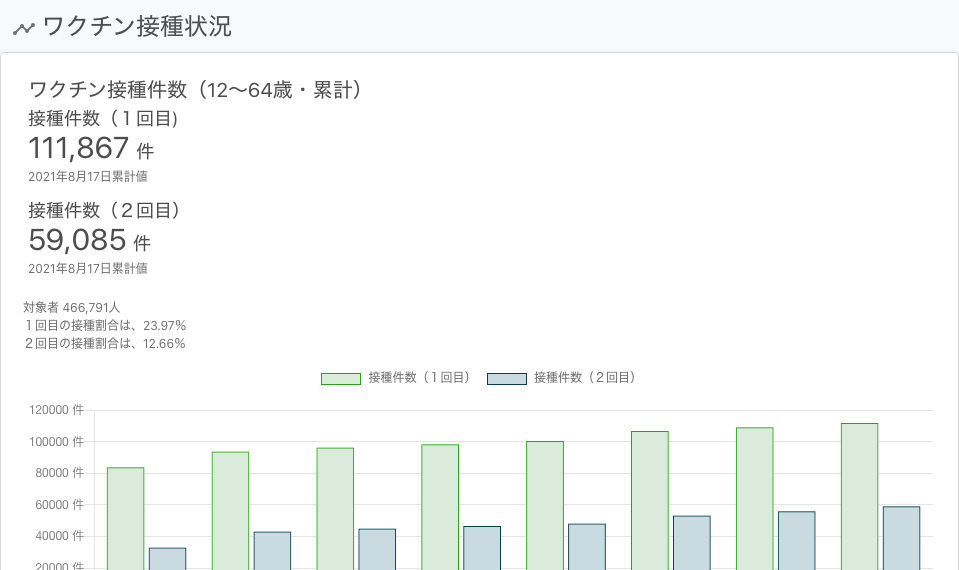 ワクチン接種状況
ワクチン接種件数（12〜64歳・累計）
接種件数（１回目)
111,867 件
2021年8月17日累計値
接種件数（２回目）
59,085 件
2021年8月17日累計値
対象者 466,791人
１回目の接種割合は、23.97%
２回目の接種割合は、12.66%
接種件数（１回目） 接種件数（２回目）
120000 件
100000 件
80000 件
60000 件
40000 件
20000 件